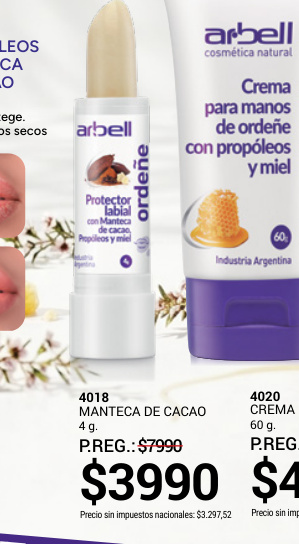 LEOS
CA
O
ege.
os secos
arbell
Protector
labial
con Manteca
de cacao,
Propóleos y miel
ordeñe
Industria
Argentina
4g
arbell
cosmética natural
Crema
para manos
de ordeñe
con propóleos
y miel
60g
Industria Argentina
4018
MANTECA DE CACAO
4 g.
P.REG.: $7990
$3990
Precio sin impuestos nacionales: $3.297,52
4020
CREMA
60 g.
P.REG.
$4
Precio sin imp